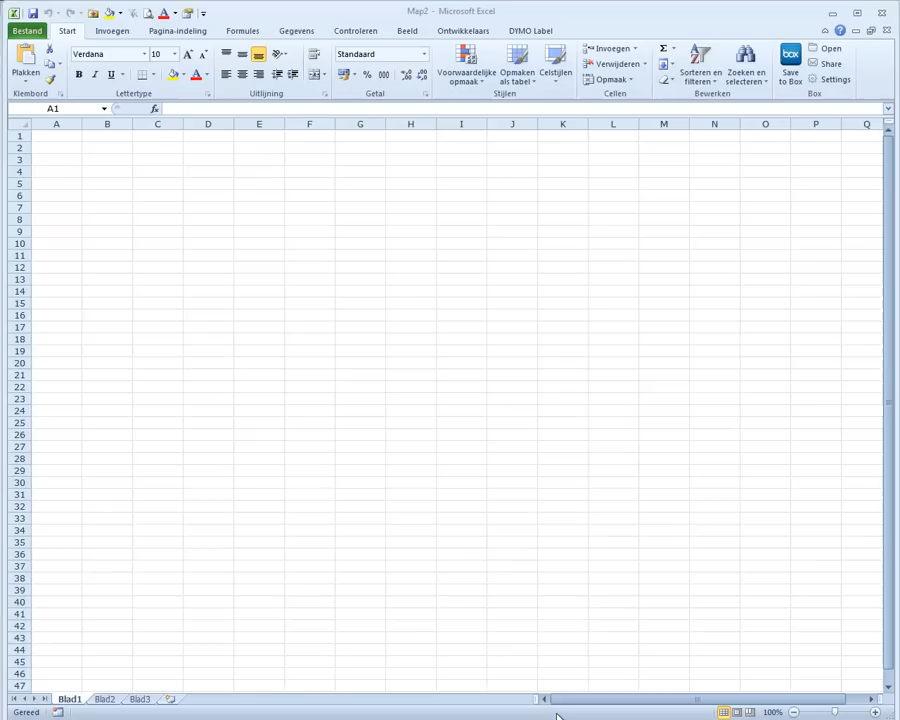 Map2 - Microsoft Excel
Bestand Start Invoegen Pagina-indeling Formules Gegevens Controleren Beeld Ontwikkelaars DYMO Label
Plakken
Klembord
Verdana 10
Lettertype
Uitlijning
Standaard
% 000
Getal
Voorwaardelijke opmaak
Opmaken als tabel
Celstijlen
Stijlen
Invoegen
Verwijderen
Opmaak
Cellen
Sorteren en filteren
Zoeken en selecteren
Bewerken
Save to Box
Open
Share
Settings
Box
A1 fx
A B C D E F G H I J K L M N O P Q
1
2
3
4
5
6
7
8
9
10
11
12
13
14
15
16
17
18
19
20
21
22
23
24
25
26
27
28
29
30
31
32
33
34
35
36
37
38
39
40
41
42
43
44
45
46
47
Blad1 Blad2 Blad3
Gereed 100%